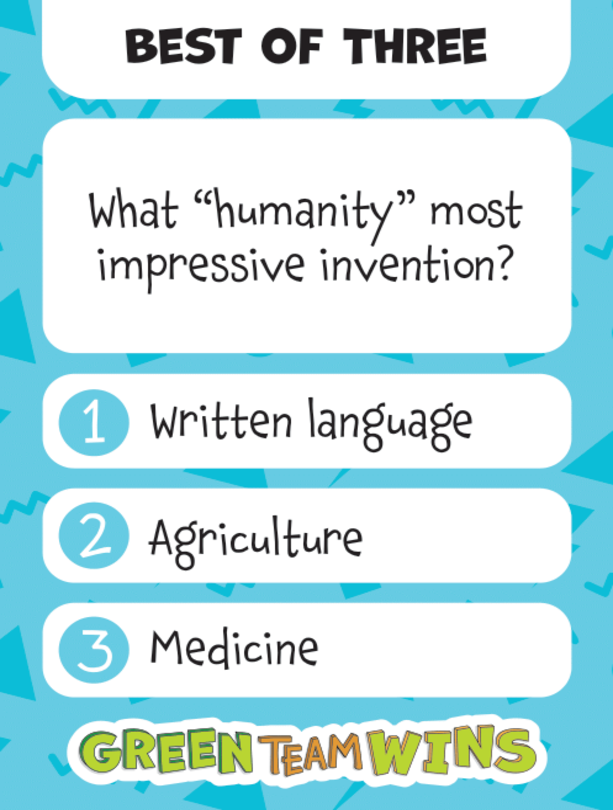 BEST OF THREE
What “humanity” most
impressive invention?
1 Written language
2 Agriculture
3 Medicine
GREEN TEAM WINS